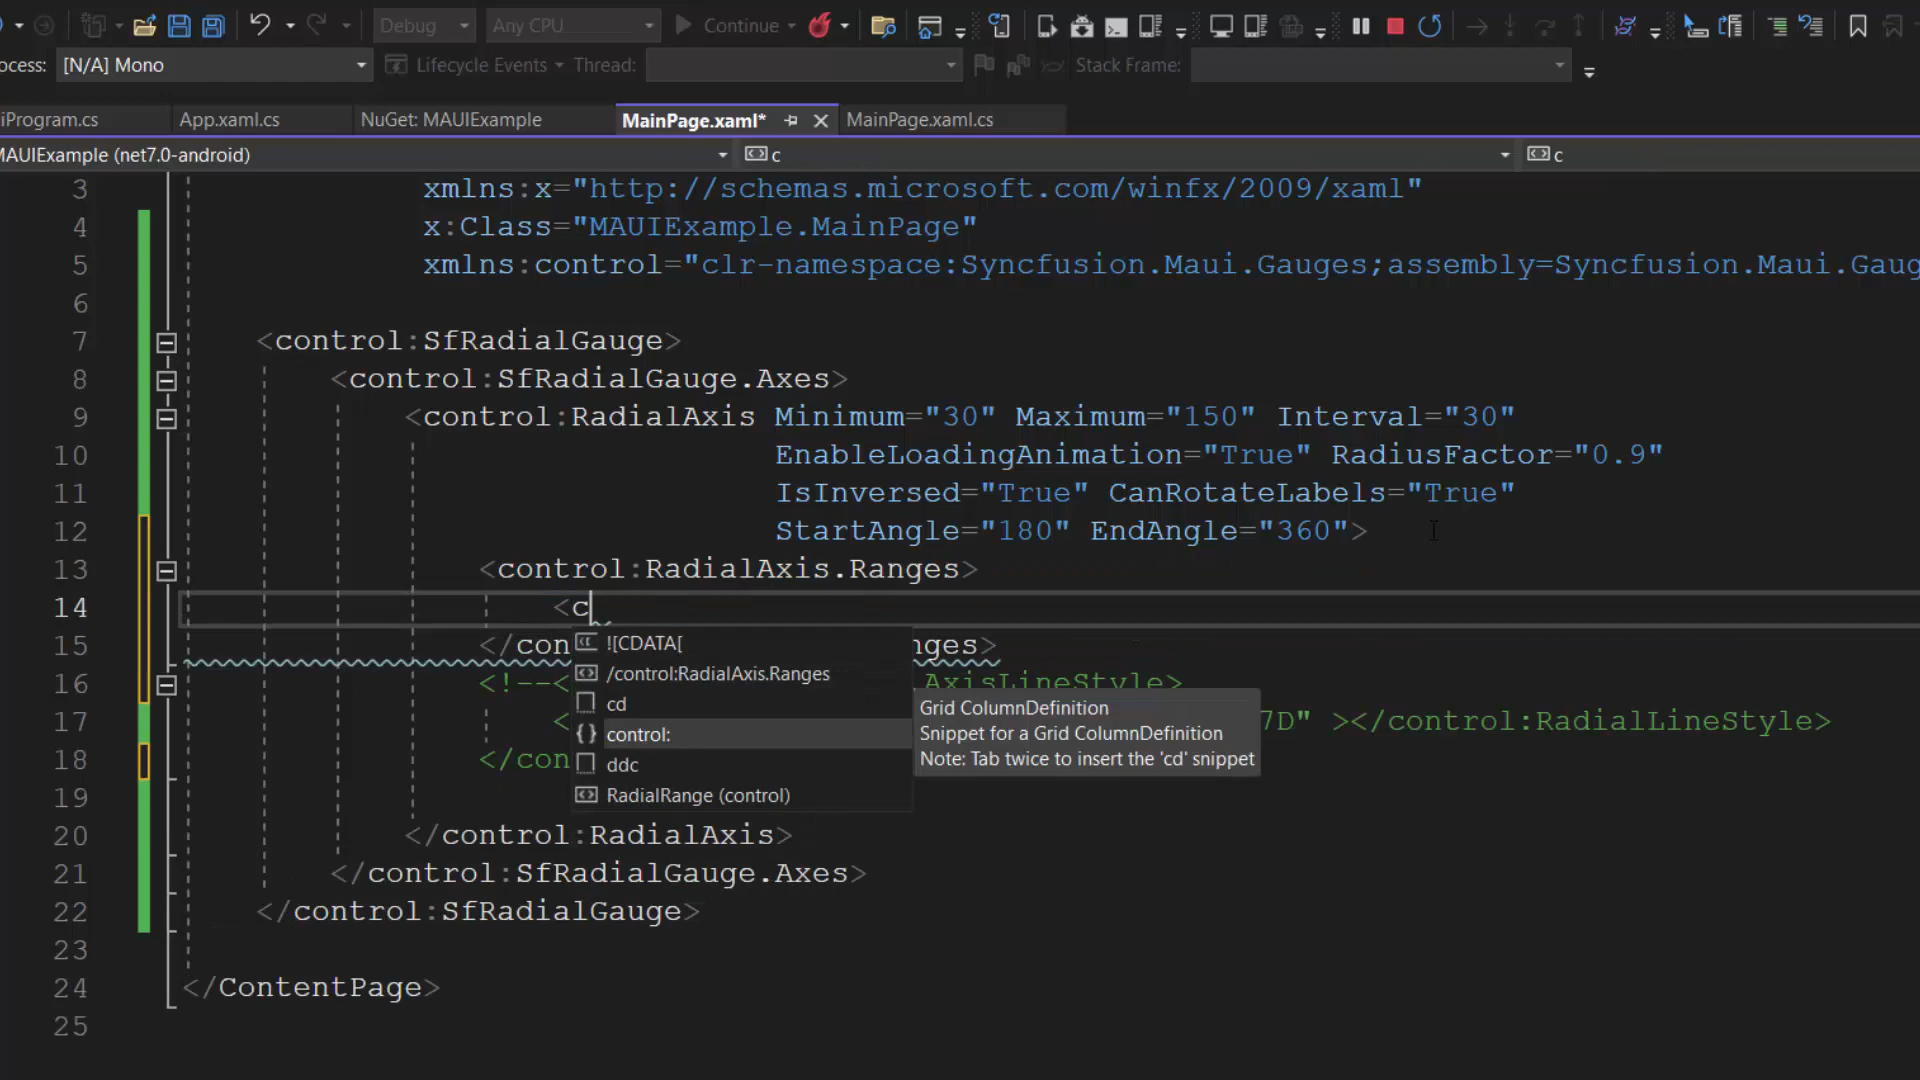 Debug Any CPU Continue
ocess: [N/A] Mono Lifecycle Events Thread: Stack Frame:
iProgram.cs App.xaml.cs NuGet: MAUIExample MainPage.xaml* MainPage.xaml.cs
MAUIExample (net7.0-android) c c
3 xmlns:x="http://schemas.microsoft.com/winfx/2009/xaml"
4 x:Class="MAUIExample.MainPage"
5 xmlns:control="clr-namespace:Syncfusion.Maui.Gauges;assembly=Syncfusion.Maui.Gaug
6
7 <control:SfRadialGauge>
8 <control:SfRadialGauge.Axes>
9 <control:RadialAxis Minimum="30" Maximum="150" Interval="30"
10 EnableLoadingAnimation="True" RadiusFactor="0.9"
11 IsInversed="True" CanRotateLabels="True"
12 StartAngle="180" EndAngle="360">
13 <control:RadialAxis.Ranges>
14 <c
15 </con nges>
![CDATA[
/control:RadialAxis.Ranges
cd
control:
ddc
RadialRange (control)
Grid ColumnDefinition
Snippet for a Grid ColumnDefinition
Note: Tab twice to insert the 'cd' snippet
16 <!--< AxisLineStyle>
17 < 7D" ></control:RadialLineStyle>
18 </con
19
20 </control:RadialAxis>
21 </control:SfRadialGauge.Axes>
22 </control:SfRadialGauge>
23
24 </ContentPage>
25